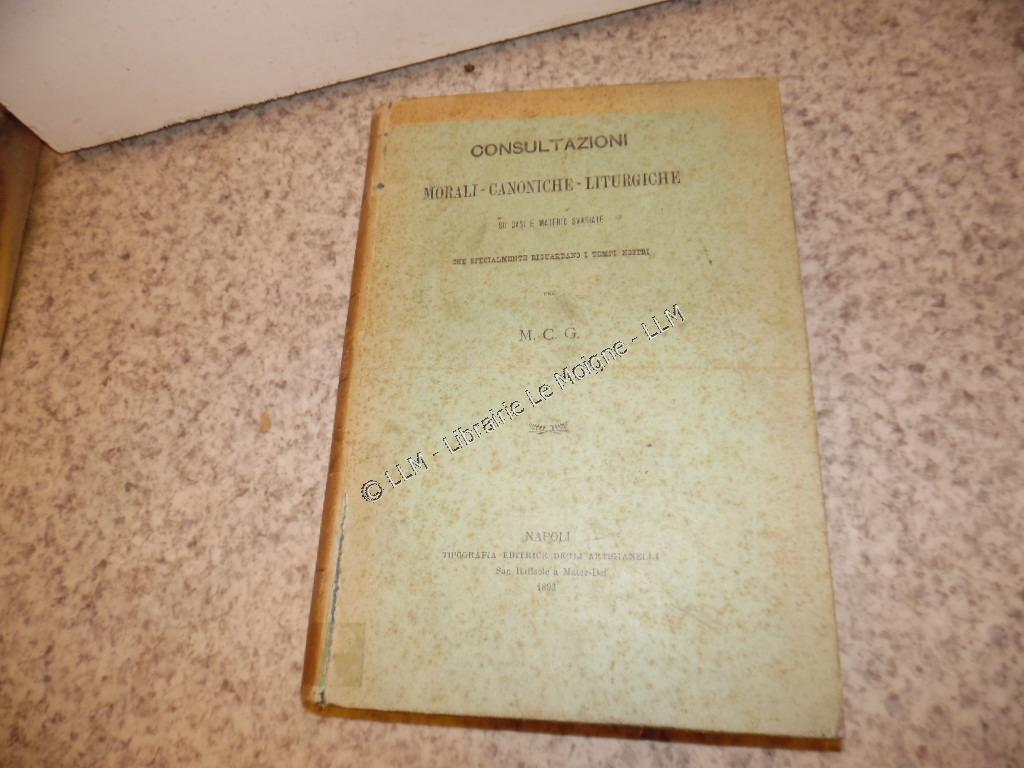 CONSULTAZIONI
MORALI - CANONICHE - LITURGICHE
SU CASI E MATERIE SVARIATE
CHE SPECIALMENTE RIGUARDANO I TEMPI NOSTRI
PER
M. C. G.
© LLM - Librairie Le Moigne - LLM
NAPOLI
TIPOGRAFIA EDITRICE DEGLI ARTIGIANELLI
San Raffaele a Mater-Dei